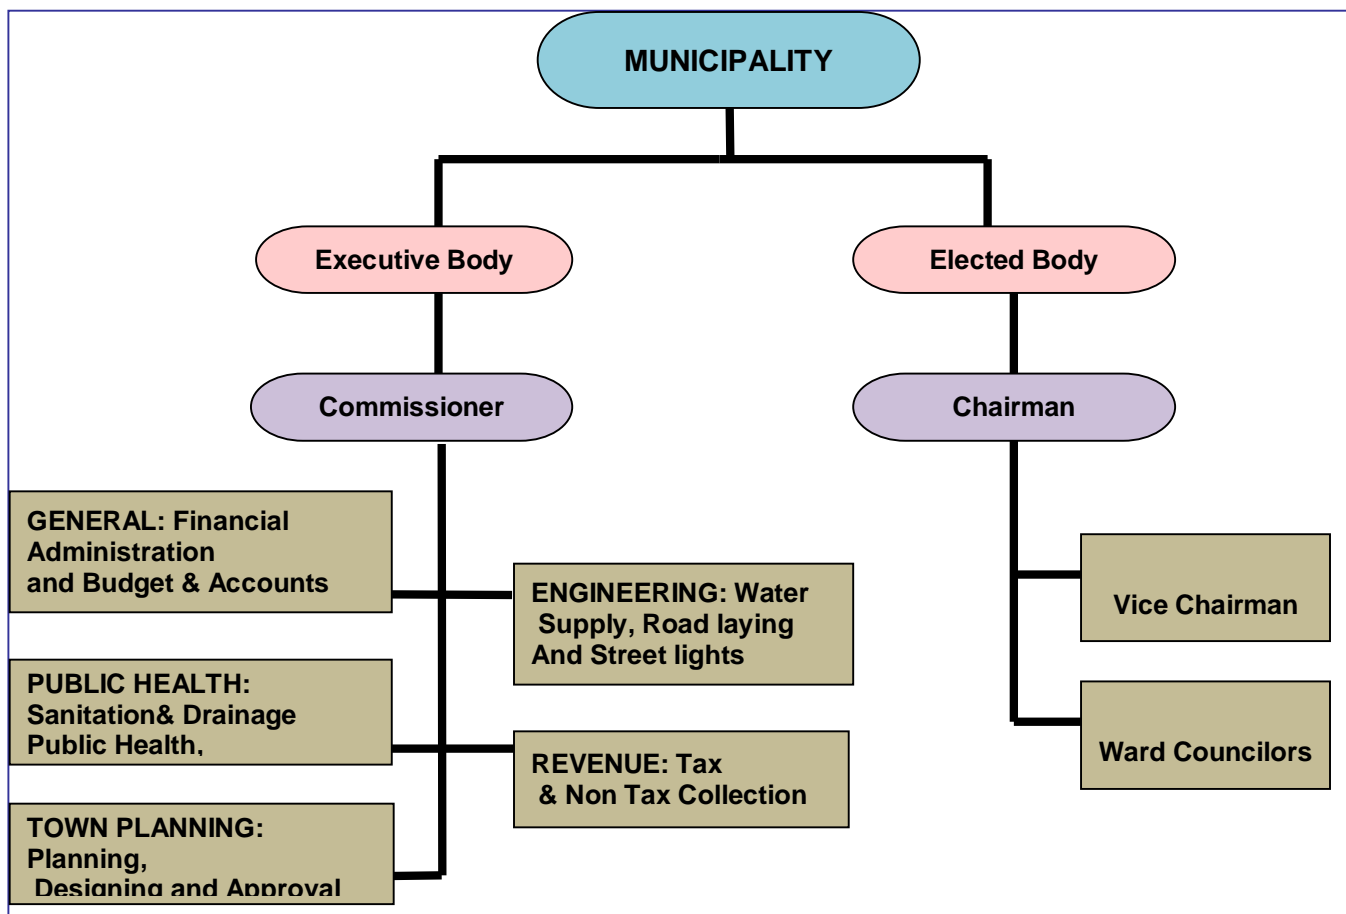 MUNICIPALITY
Executive Body
Elected Body
Commissioner
Chairman
GENERAL: Financial
Administration
and Budget & Accounts
ENGINEERING: Water
Supply, Road laying
And Street lights
PUBLIC HEALTH:
Sanitation& Drainage
Public Health,
REVENUE: Tax
& Non Tax Collection
TOWN PLANNING:
Planning,
Designing and Approval
Vice Chairman
Ward Councilors